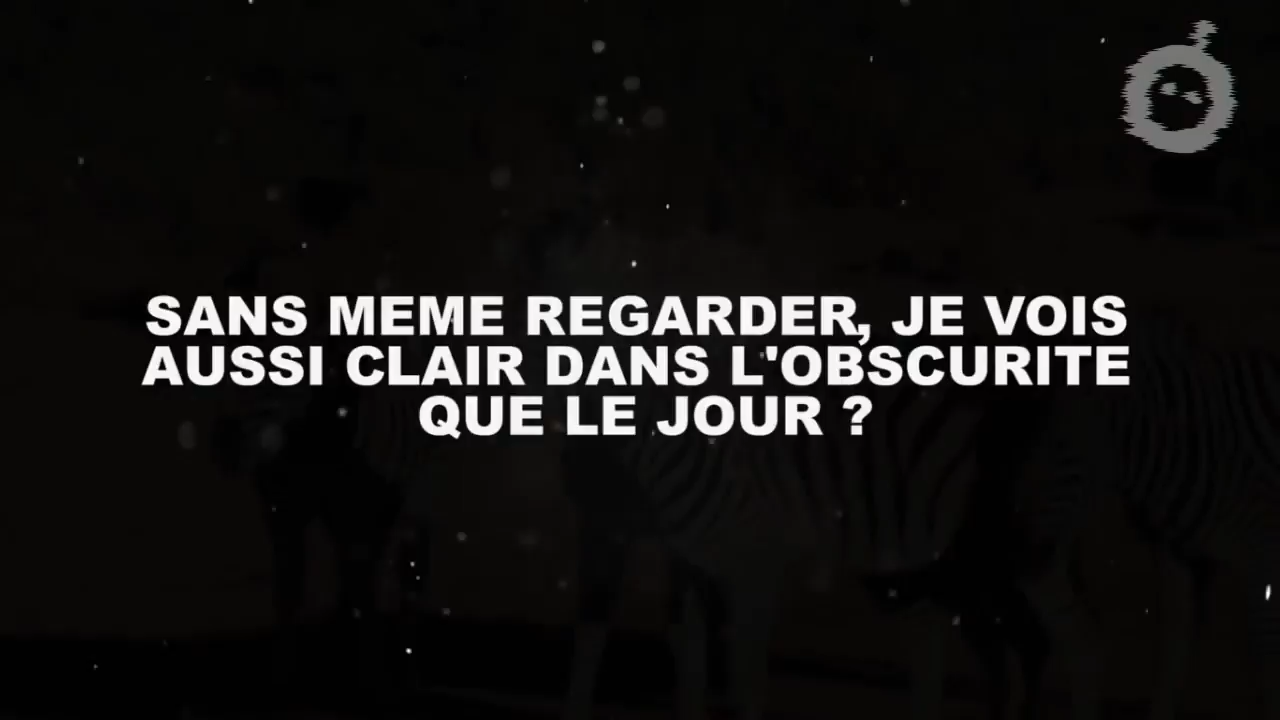 SANS MEME REGARDER, JE VOIS
AUSSI CLAIR DANS L'OBSCURITE
QUE LE JOUR ?